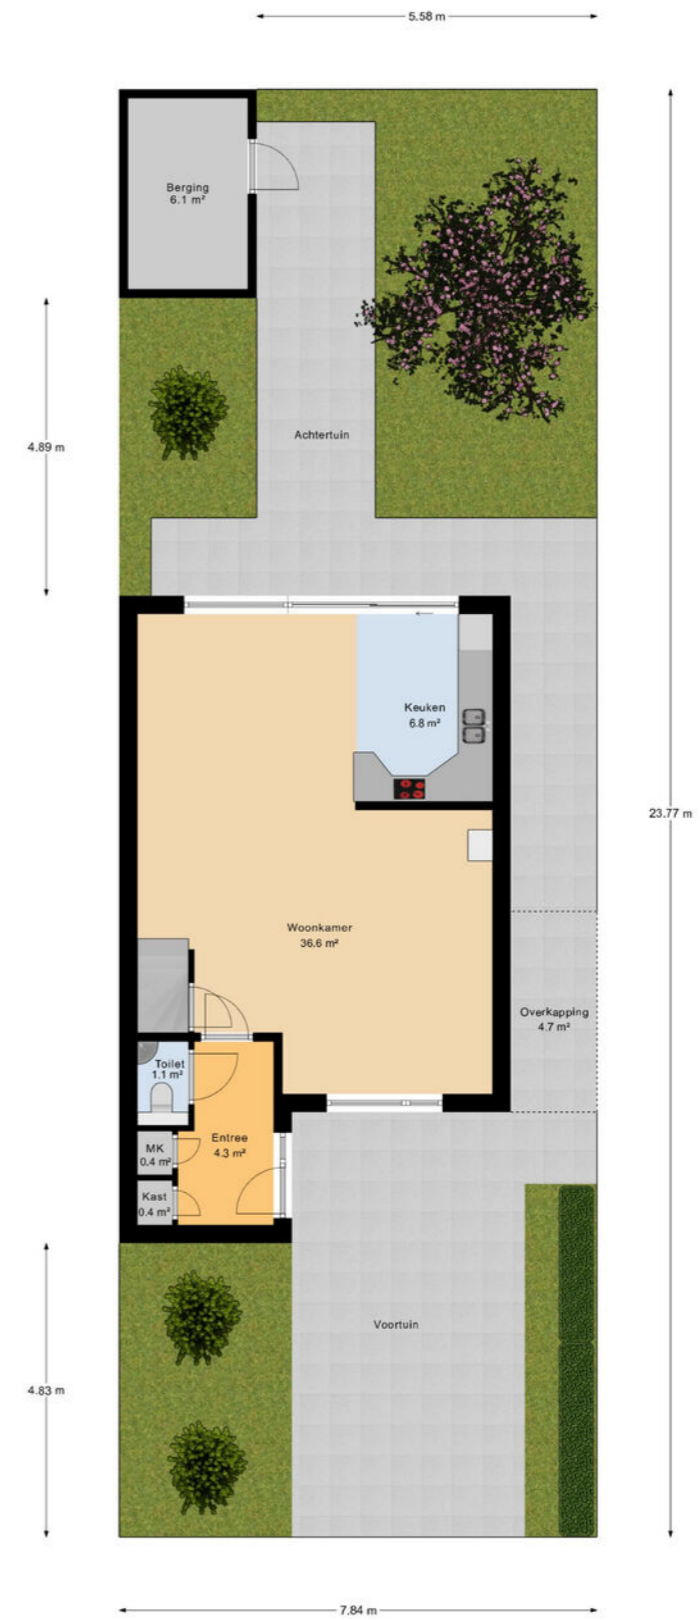 5.58 m
Berging
6.1 m²
Achtertuin
4.89 m
Keuken
6.8 m²
23.77 m
Woonkamer
36.6 m²
Overkapping
4.7 m²
Toilet
1.1 m²
Entree
4.3 m²
MK
0.4 m²
Kast
0.4 m²
Voortuin
4.83 m
7.84 m